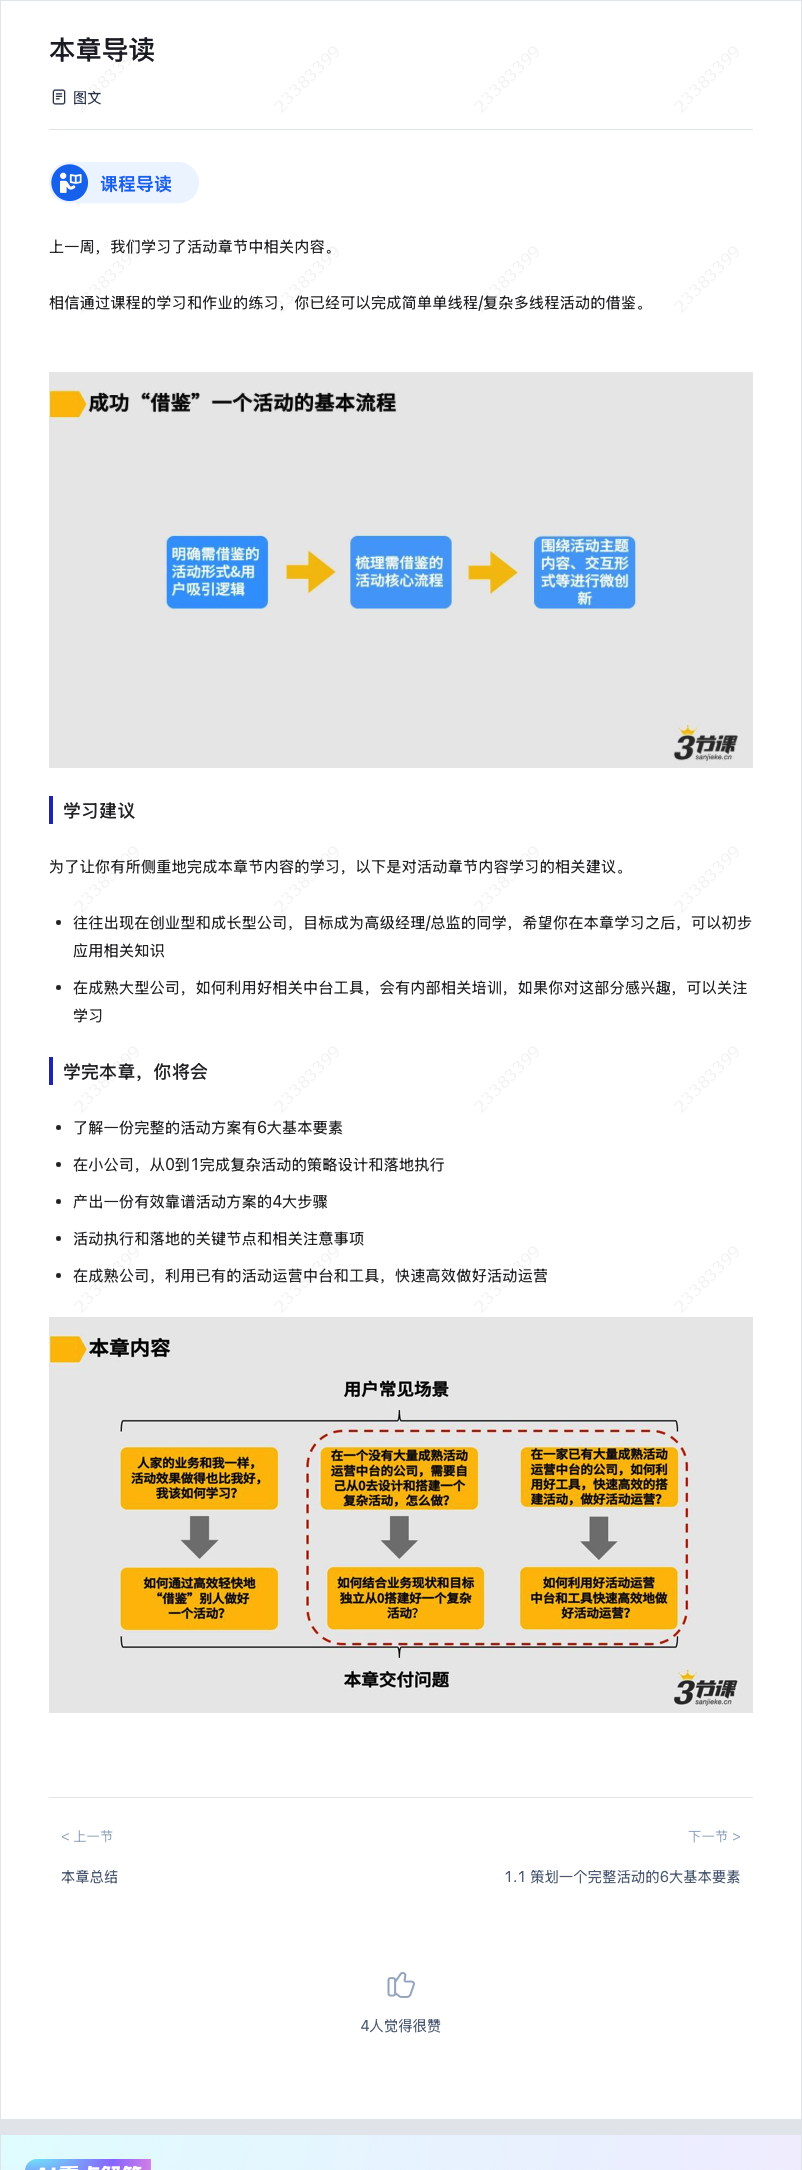 本章导读
图文
课程导读
上一周，我们学习了活动章节中相关内容。
相信通过课程的学习和作业的练习，你已经可以完成简单单线程/复杂多线程活动的借鉴。
成功“借鉴”一个活动的基本流程
明确需借鉴的
活动形式&用
户吸引逻辑
梳理需借鉴的
活动核心流程
围绕活动主题
内容、交互形
式等进行微创
新
3节课
sanjieke.cn
学习建议
为了让你有所侧重地完成本章节内容的学习，以下是对活动章节内容学习的相关建议。
往往出现在创业型和成长型公司，目标成为高级经理/总监的同学，希望你在本章学习之后，可以初步
应用相关知识
在成熟大型公司，如何利用好相关中台工具，会有内部相关培训，如果你对这部分感兴趣，可以关注
学习
学完本章，你将会
了解一份完整的活动方案有6大基本要素
在小公司，从0到1完成复杂活动的策略设计和落地执行
产出一份有效靠谱活动方案的4大步骤
活动执行和落地的关键节点和相关注意事项
在成熟公司，利用已有的活动运营中台和工具，快速高效做好活动运营
本章内容
用户常见场景
人家的业务和我一样，
活动效果做得也比我好，
我该如何学习？
在一个没有大量成熟活动
运营中台的公司，需要自
己从0去设计和搭建一个
复杂活动，怎么做？
在一家已有大量成熟活动
运营中台的公司，如何利
用好工具，快速高效的搭
建活动，做好活动运营？
如何通过高效轻快地
“借鉴”别人做好
一个活动？
如何结合业务现状和目标
独立从0搭建好一个复杂
活动？
如何利用好活动运营
中台和工具快速高效地做
好活动运营？
本章交付问题
3节课
sanjieke.cn
< 上一节
下一节 >
本章总结
1.1 策划一个完整活动的6大基本要素
4人觉得很赞
23383399